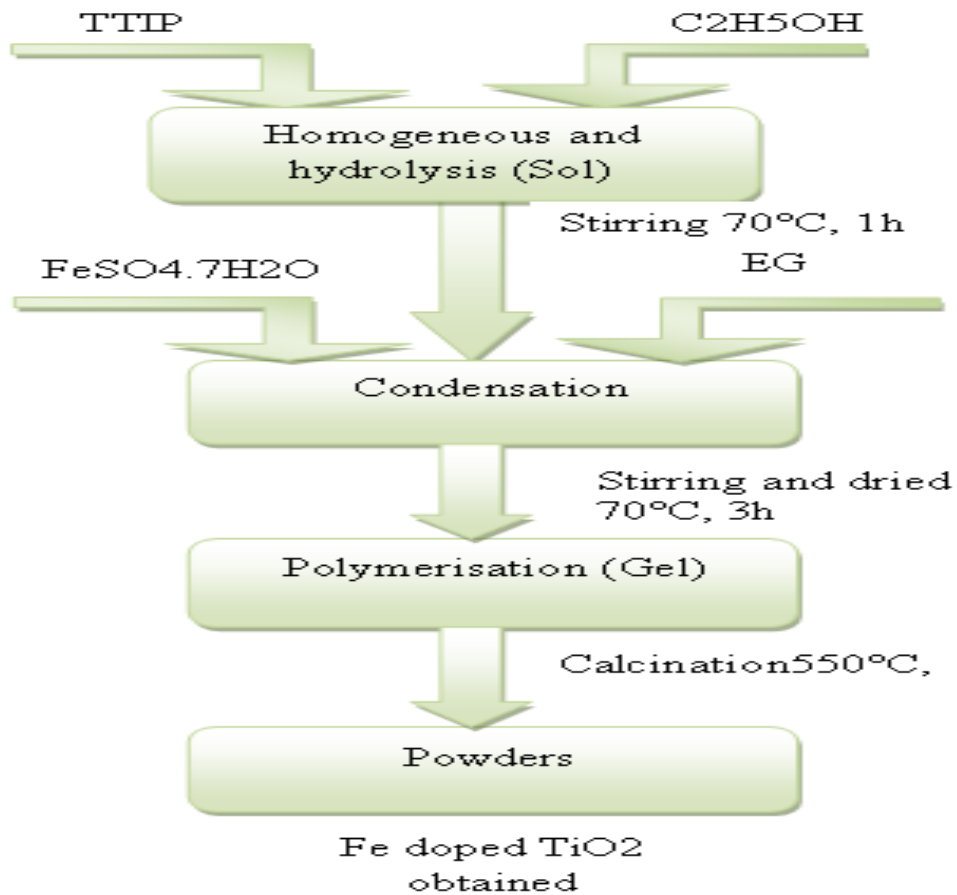 TTIP
C2H5OH
Homogeneous and
hydrolysis (Sol)
Stirring 70°C, 1h
EG
FeSO4.7H2O
Condensation
Stirring and dried
70°C, 3h
Polymerisation (Gel)
Calcination550°C,
Powders
Fe doped TiO2
obtained